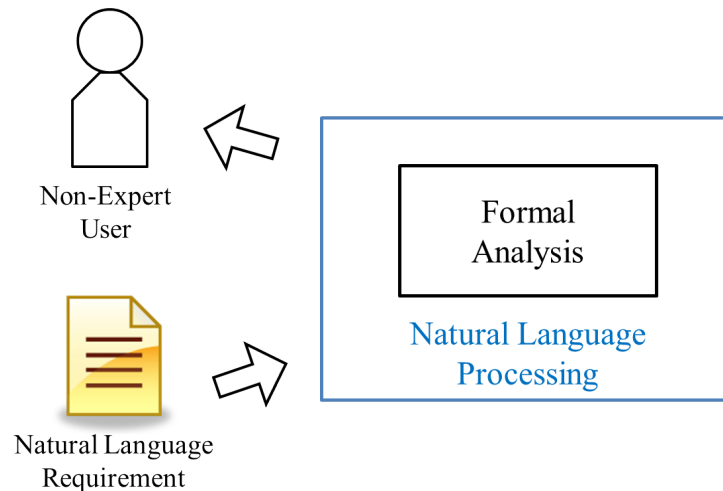 Non-Expert
User
Formal
Analysis
Natural Language
Processing
Natural Language
Requirement